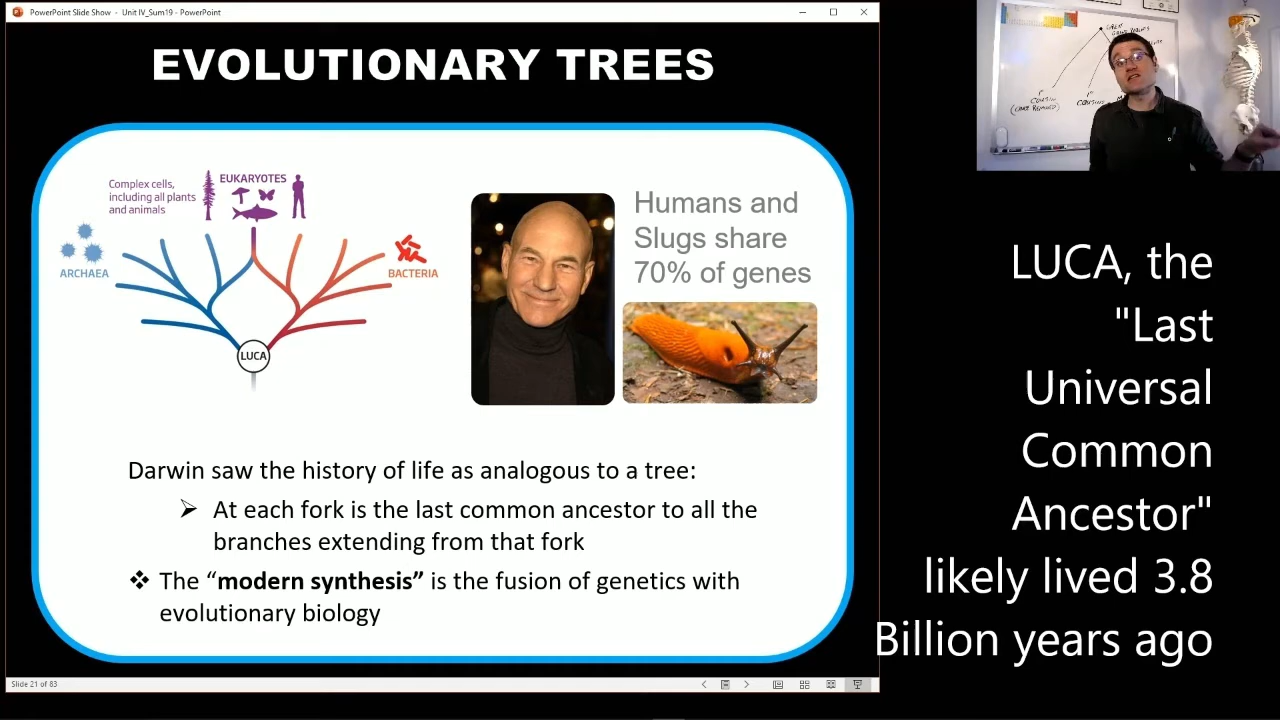 PowerPoint Slide Show - Unit IV_Sum19 - PowerPoint
EVOLUTIONARY TREES
Complex cells,
including all plants
and animals
EUKARYOTES
ARCHAEA
BACTERIA
LUCA
Humans and
Slugs share
70% of genes
Darwin saw the history of life as analogous to a tree:
At each fork is the last common ancestor to all the
branches extending from that fork
The “modern synthesis” is the fusion of genetics with
evolutionary biology
Slide 21 of 83
LUCA, the
"Last
Universal
Common
Ancestor"
likely lived 3.8
Billion years ago